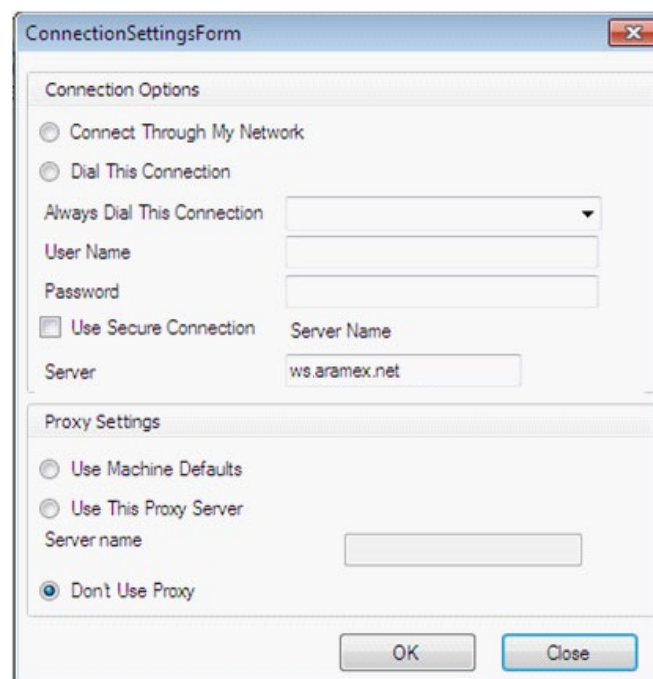 ConnectionSettingsForm
Connection Options
Connect Through My Network
Dial This Connection
Always Dial This Connection
User Name
Password
Use Secure Connection Server Name
Server ws.aramex.net
Proxy Settings
Use Machine Defaults
Use This Proxy Server
Server name
Don't Use Proxy
OK Close